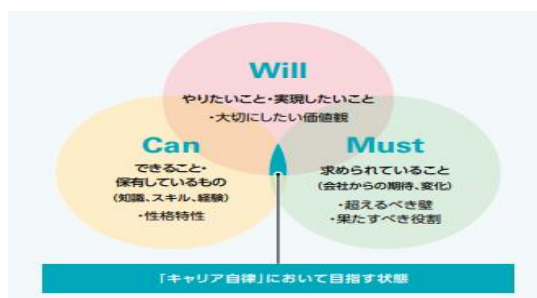 Will
やりたいこと・実現したいこと
・大切にしたい価値観
Can
できること・
保有しているもの
(知識、スキル、経験)
・性格特性
Must
求められていること
(会社からの期待、変化)
・超えるべき壁
・果たすべき役割
「キャリア自律」において目指す状態